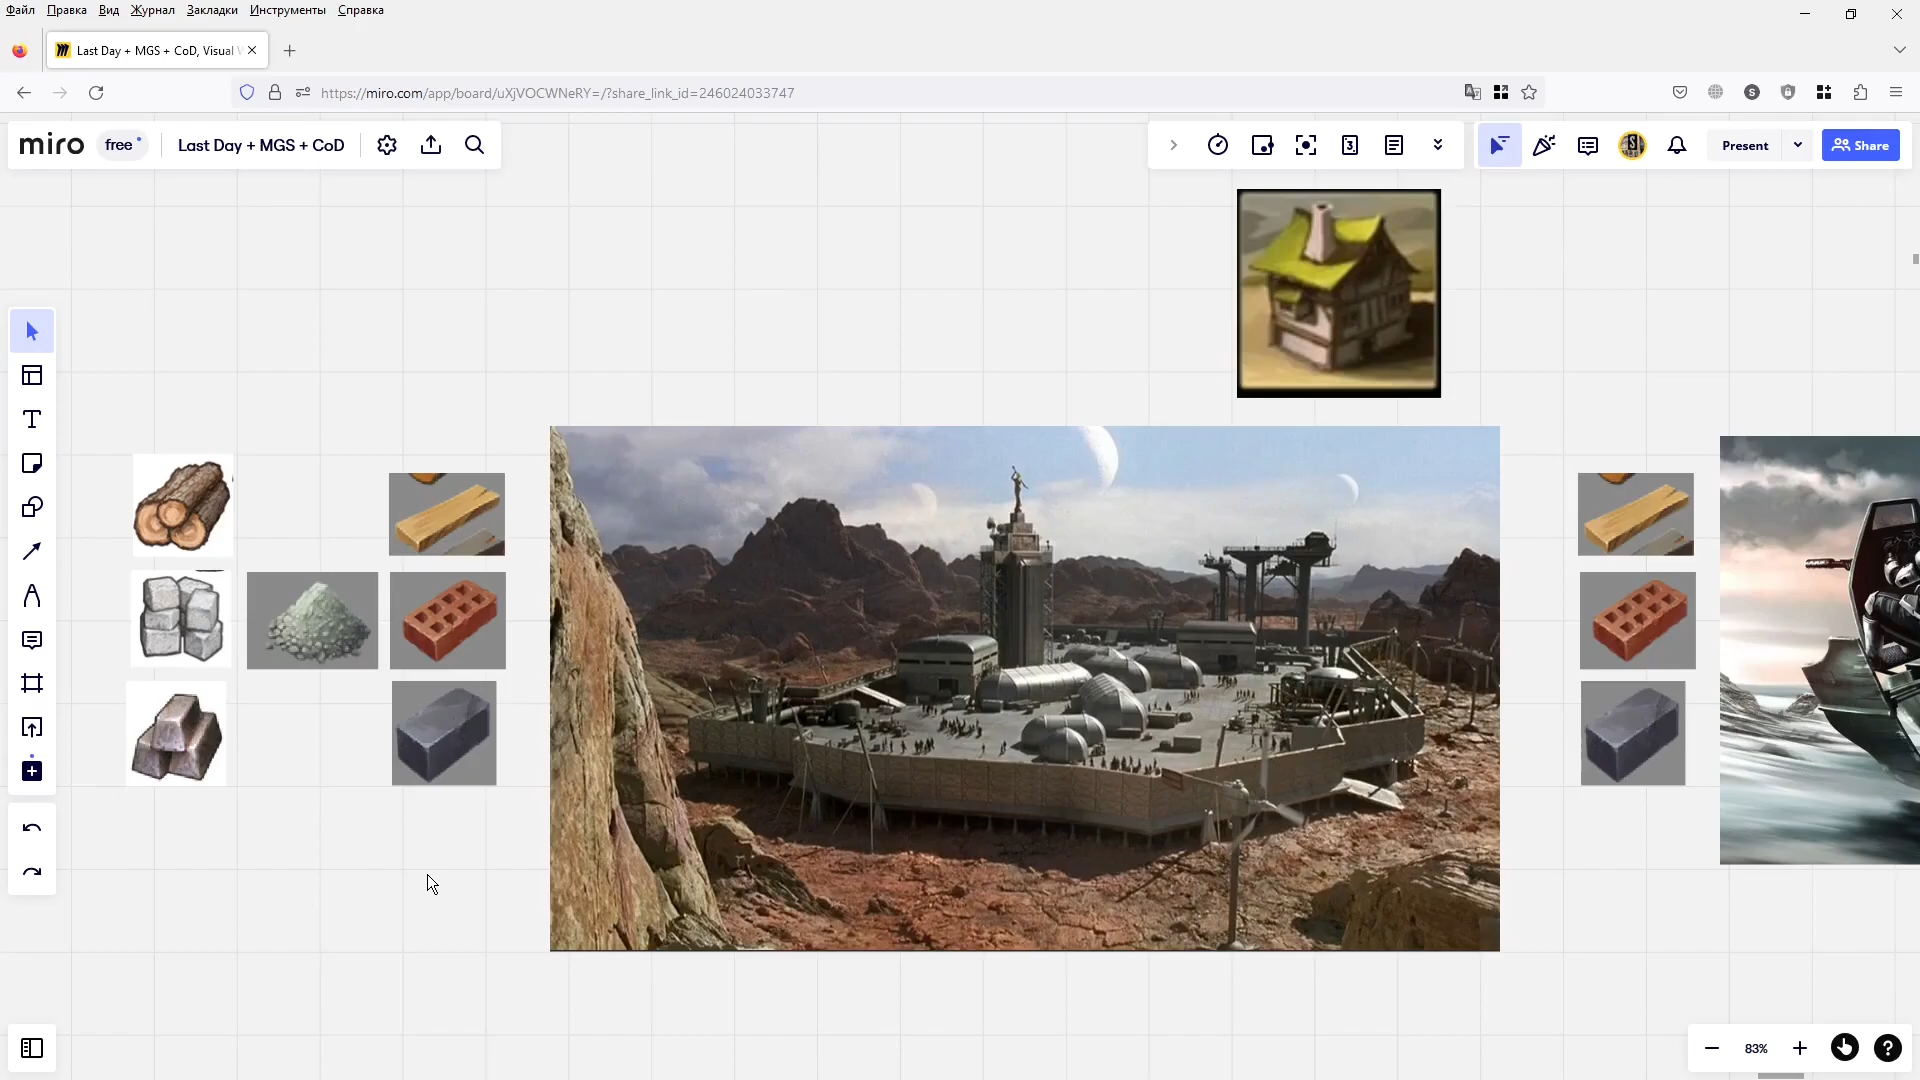 Файл Правка Вид Журнал Закладки Инструменты Справка
Last Day + MGS + CoD, Visual
https://miro.com/app/board/uXjVOCWNeRY=/?share_link_id=246024033747
miro free Last Day + MGS + CoD
3
Present
Share
S
T
83%
?